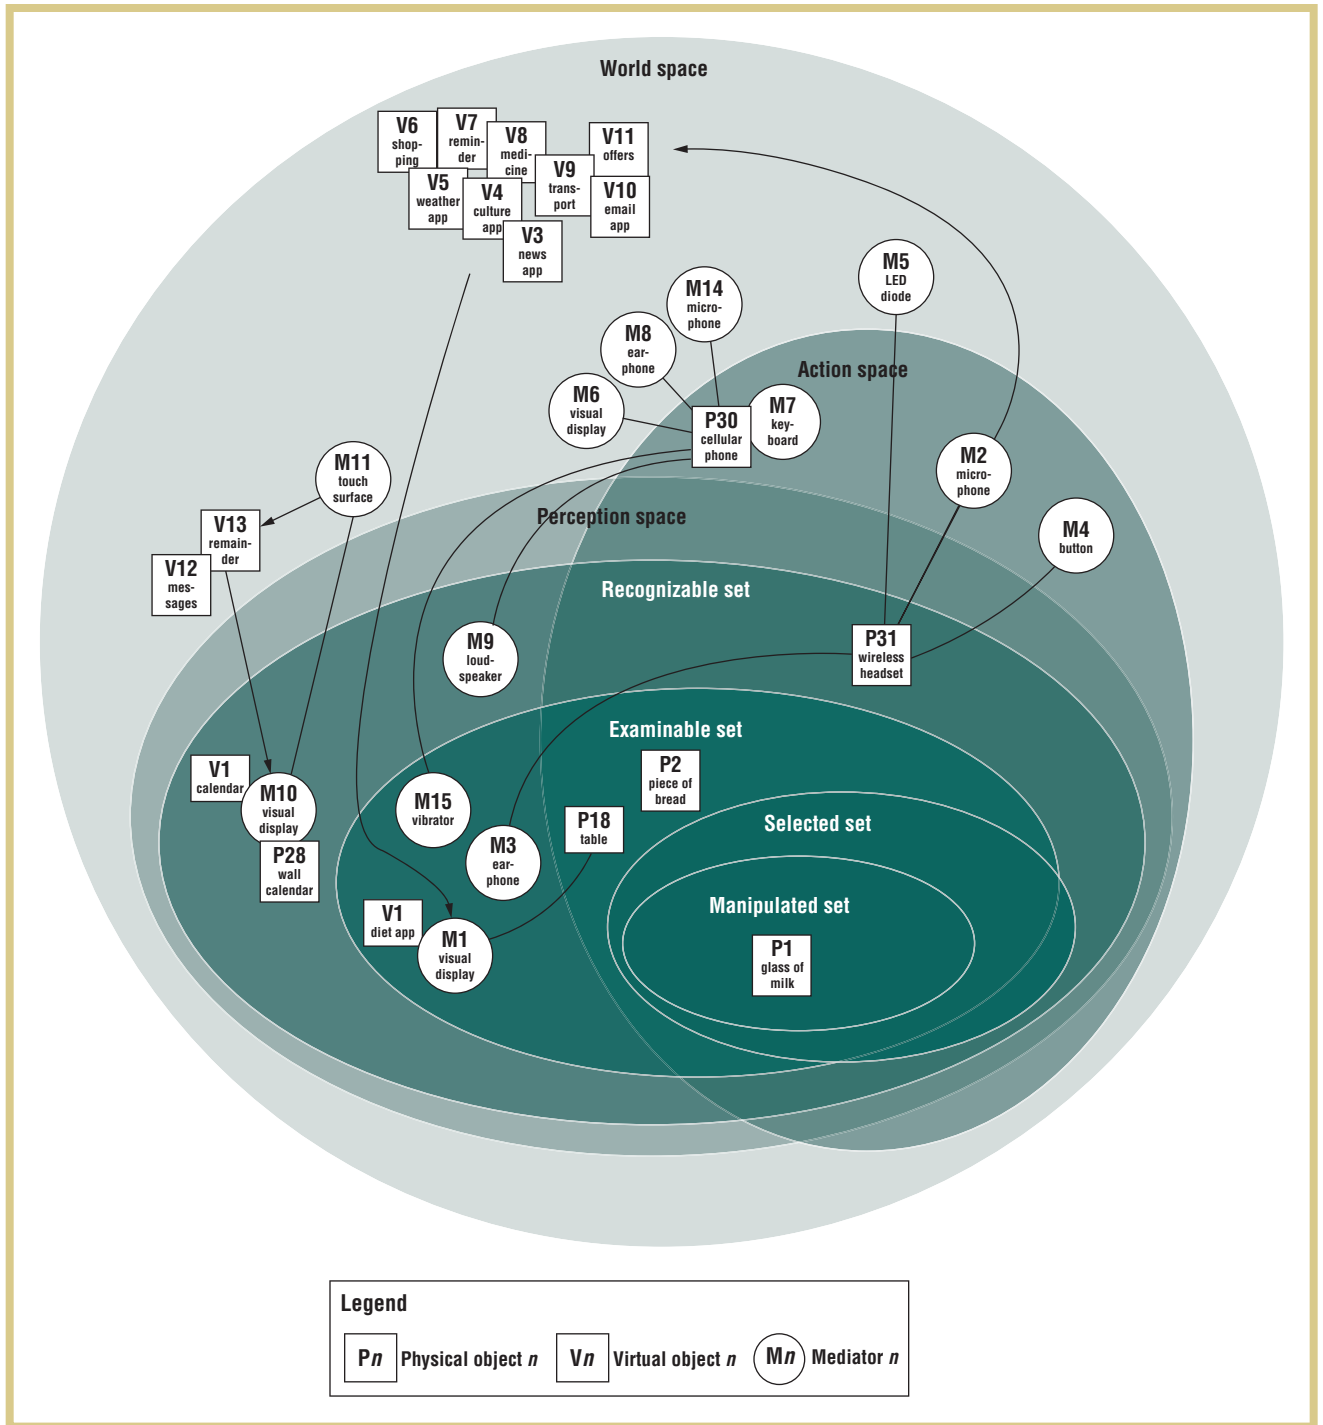 World space
V6
shop-
ping
V7
remin-
der
V8
medi-
cine
V11
offers
V9
trans-
port
V5
weather
app
V4
culture
app
V10
email
app
V3
news
app
M5
LED
diode
M14
micro-
phone
M8
ear-
phone
Action space
M6
visual
display
P30
cellular
phone
M7
key-
board
M2
micro-
phone
M11
touch
surface
M4
button
V13
remain-
der
Perception space
V12
mes-
sages
Recognizable set
M9
loud-
speaker
P31
wireless
headset
Examinable set
V1
calendar
M10
visual
display
P2
piece of
bread
M15
vibrator
P18
table
Selected set
M3
ear-
phone
P28
wall
calendar
Manipulated set
V1
diet app
M1
visual
display
P1
glass of
milk
Legend
Pn Physical object n
Vn Virtual object n
Mn Mediator n